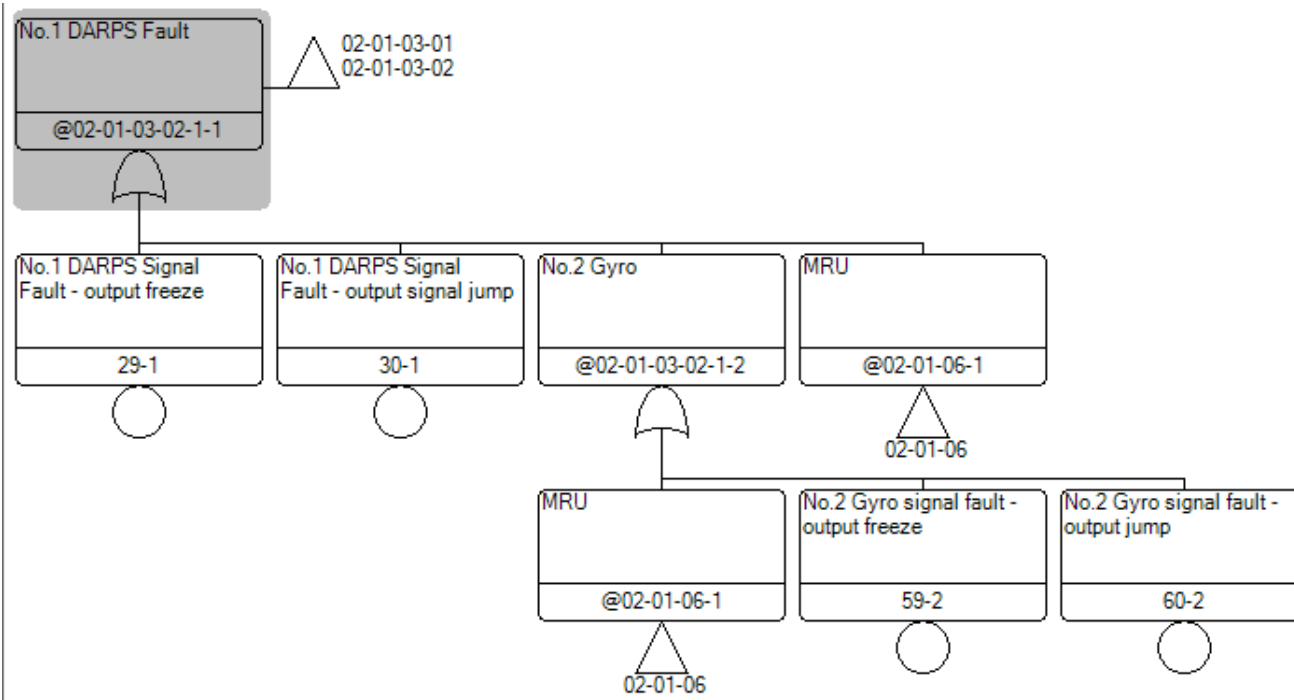 No.1 DARPS Fault
@02-01-03-02-1-1
02-01-03-01
02-01-03-02
No.1 DARPS Signal
Fault - output freeze
29-1
No.1 DARPS Signal
Fault - output signal jump
30-1
No.2 Gyro
@02-01-03-02-1-2
MRU
@02-01-06-1
02-01-06
MRU
@02-01-06-1
02-01-06
No.2 Gyro signal fault -
output freeze
59-2
No.2 Gyro signal fault -
output jump
60-2